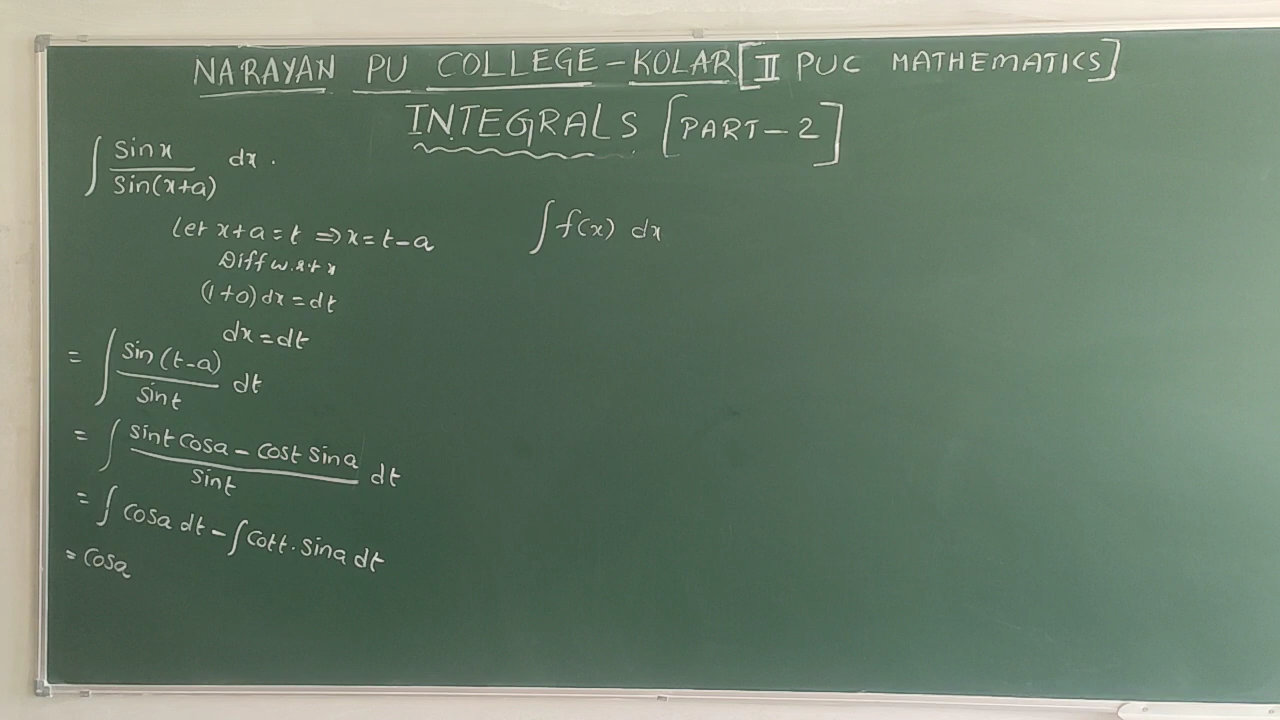 NARAYAN PU COLLEGE-KOLAR [II PUC MATHEMATICS]
INTEGRALS [PART-2]
∫ sinx / sin(x+a) dx.
Let x+a=t ⇒ x=t-a
Diff w.r.t x
(1+0)dx=dt
dx=dt
= ∫ sin(t-a) / sint dt
= ∫ sint cosa - cost sina / sint dt
= ∫ cosa dt - ∫ cott. sina dt
= cosa
∫ f(x) dx